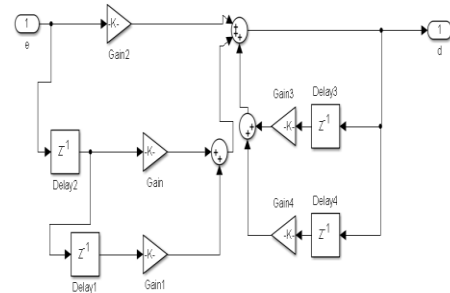 1
e
-K-
Gain2
1
d
Z-1
Delay2
-K-
Gain
Z-1
Delay1
-K-
Gain1
Gain3
-K-
Delay3
Z-1
Gain4
-K-
Delay4
Z-1